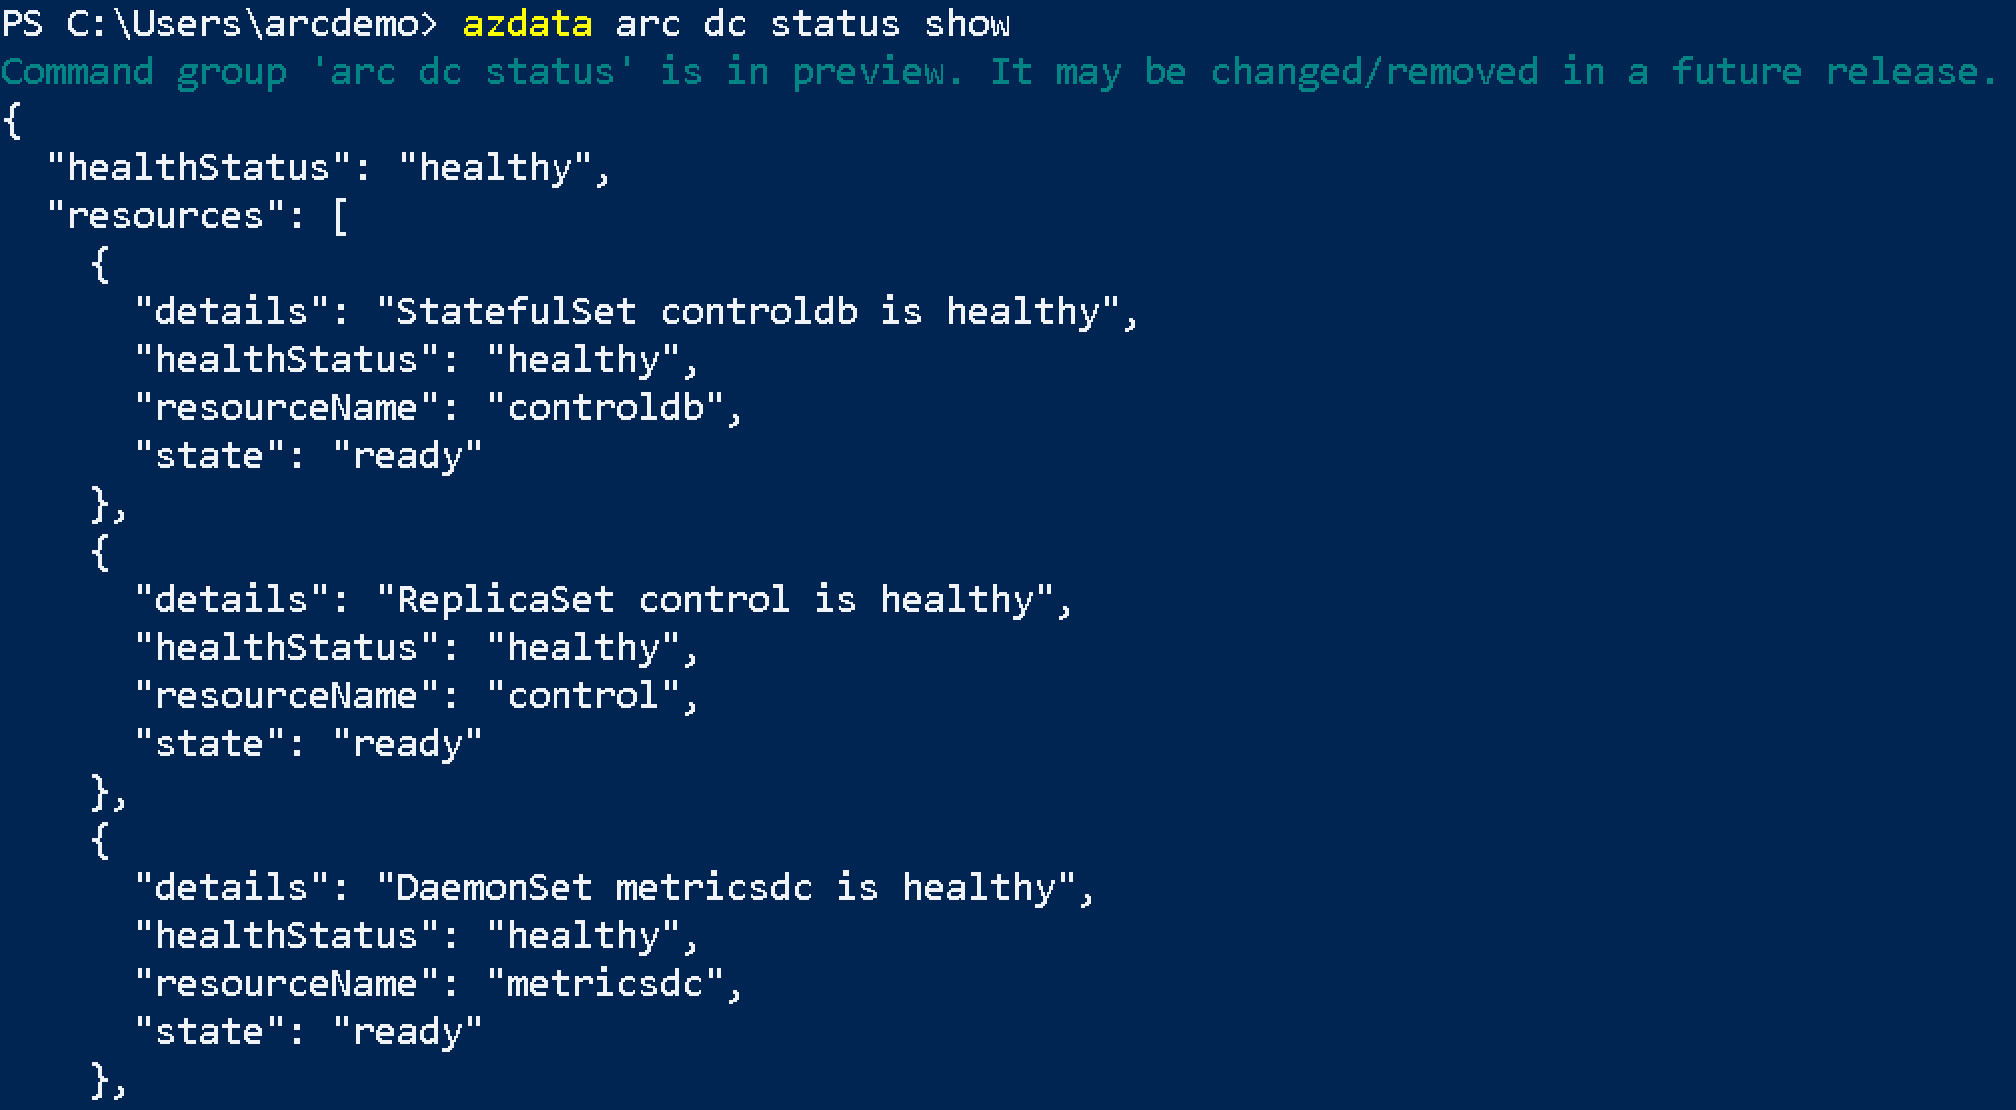 PS C:\Users\arcdemo> azdata arc dc status show
Command group 'arc dc status' is in preview. It may be changed/removed in a future release.
{
  "healthStatus": "healthy",
  "resources": [
    {
      "details": "StatefulSet controldb is healthy",
      "healthStatus": "healthy",
      "resourceName": "controldb",
      "state": "ready"
    },
    {
      "details": "ReplicaSet control is healthy",
      "healthStatus": "healthy",
      "resourceName": "control",
      "state": "ready"
    },
    {
      "details": "DaemonSet metricsdc is healthy",
      "healthStatus": "healthy",
      "resourceName": "metricsdc",
      "state": "ready"
    },